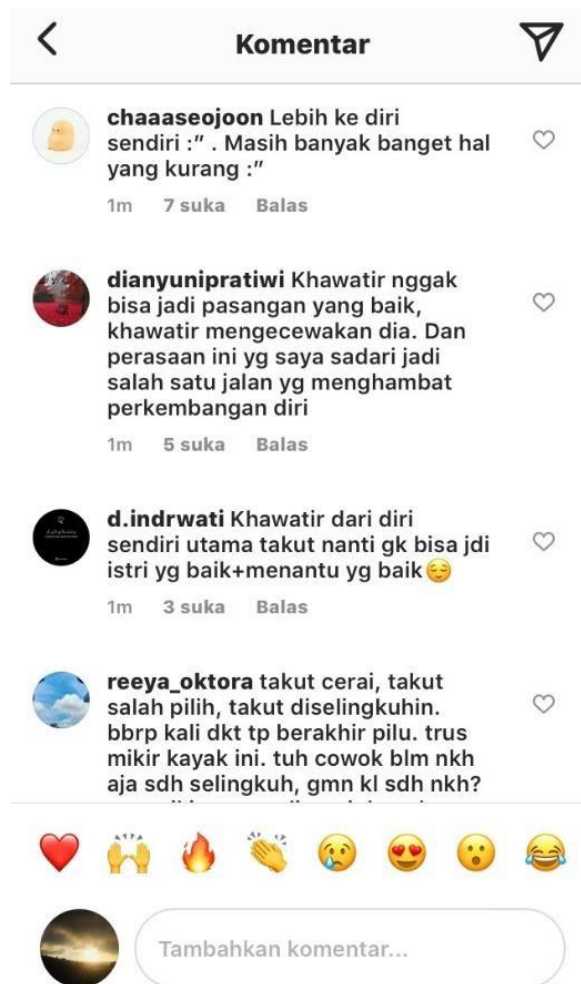 Komentar
chaaaseojoon Lebih ke diri
sendiri :” . Masih banyak banget hal
yang kurang :”
1m 7 suka Balas
dianyunipratiwi Khawatir nggak
bisa jadi pasangan yang baik,
khawatir mengecewakan dia. Dan
perasaan ini yg saya sadari jadi
salah satu jalan yg menghambat
perkembangan diri
1m 5 suka Balas
d.indrwati Khawatir dari diri
sendiri utama takut nanti gk bisa jdi
istri yg baik+menantu yg baik😌
1m 3 suka Balas
reeya_oktora takut cerai, takut
salah pilih, takut diselingkuhin.
bbrp kali dkt tp berakhir pilu. trus
mikir kayak ini. tuh cowok blm nkh
aja sdh selingkuh, gmn kl sdh nkh?
Tambahkan komentar...